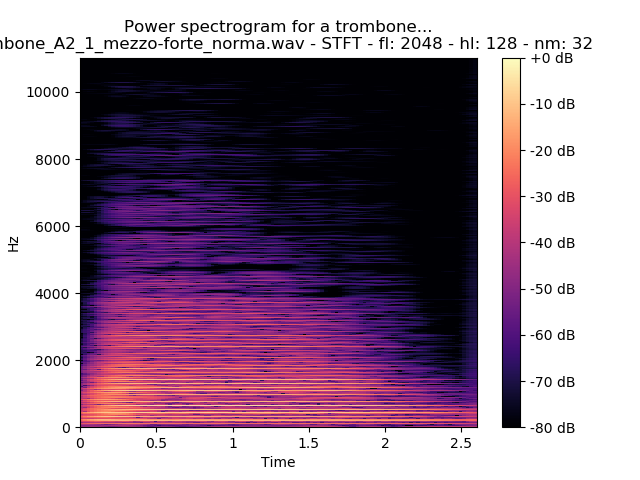 Power spectrogram for a trombone...
nbone_A2_1_mezzo-forte_norma.wav - STFT - fl: 2048 - hl: 128 - nm: 32
10000
8000
6000
4000
2000
0
Hz
0
0.5
1
1.5
2
2.5
Time
+0 dB
-10 dB
-20 dB
-30 dB
-40 dB
-50 dB
-60 dB
-70 dB
-80 dB